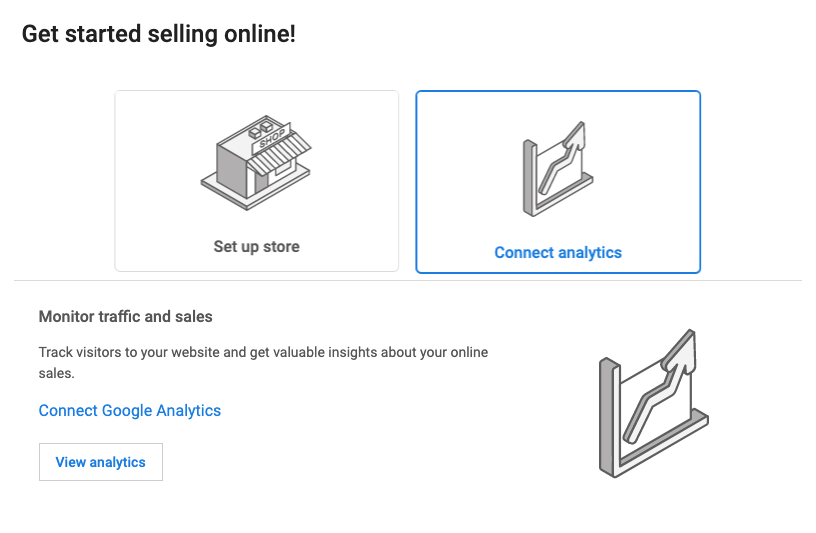 Get started selling online!
SHOP
Set up store
Connect analytics
Monitor traffic and sales
Track visitors to your website and get valuable insights about your online
sales.
Connect Google Analytics
View analytics